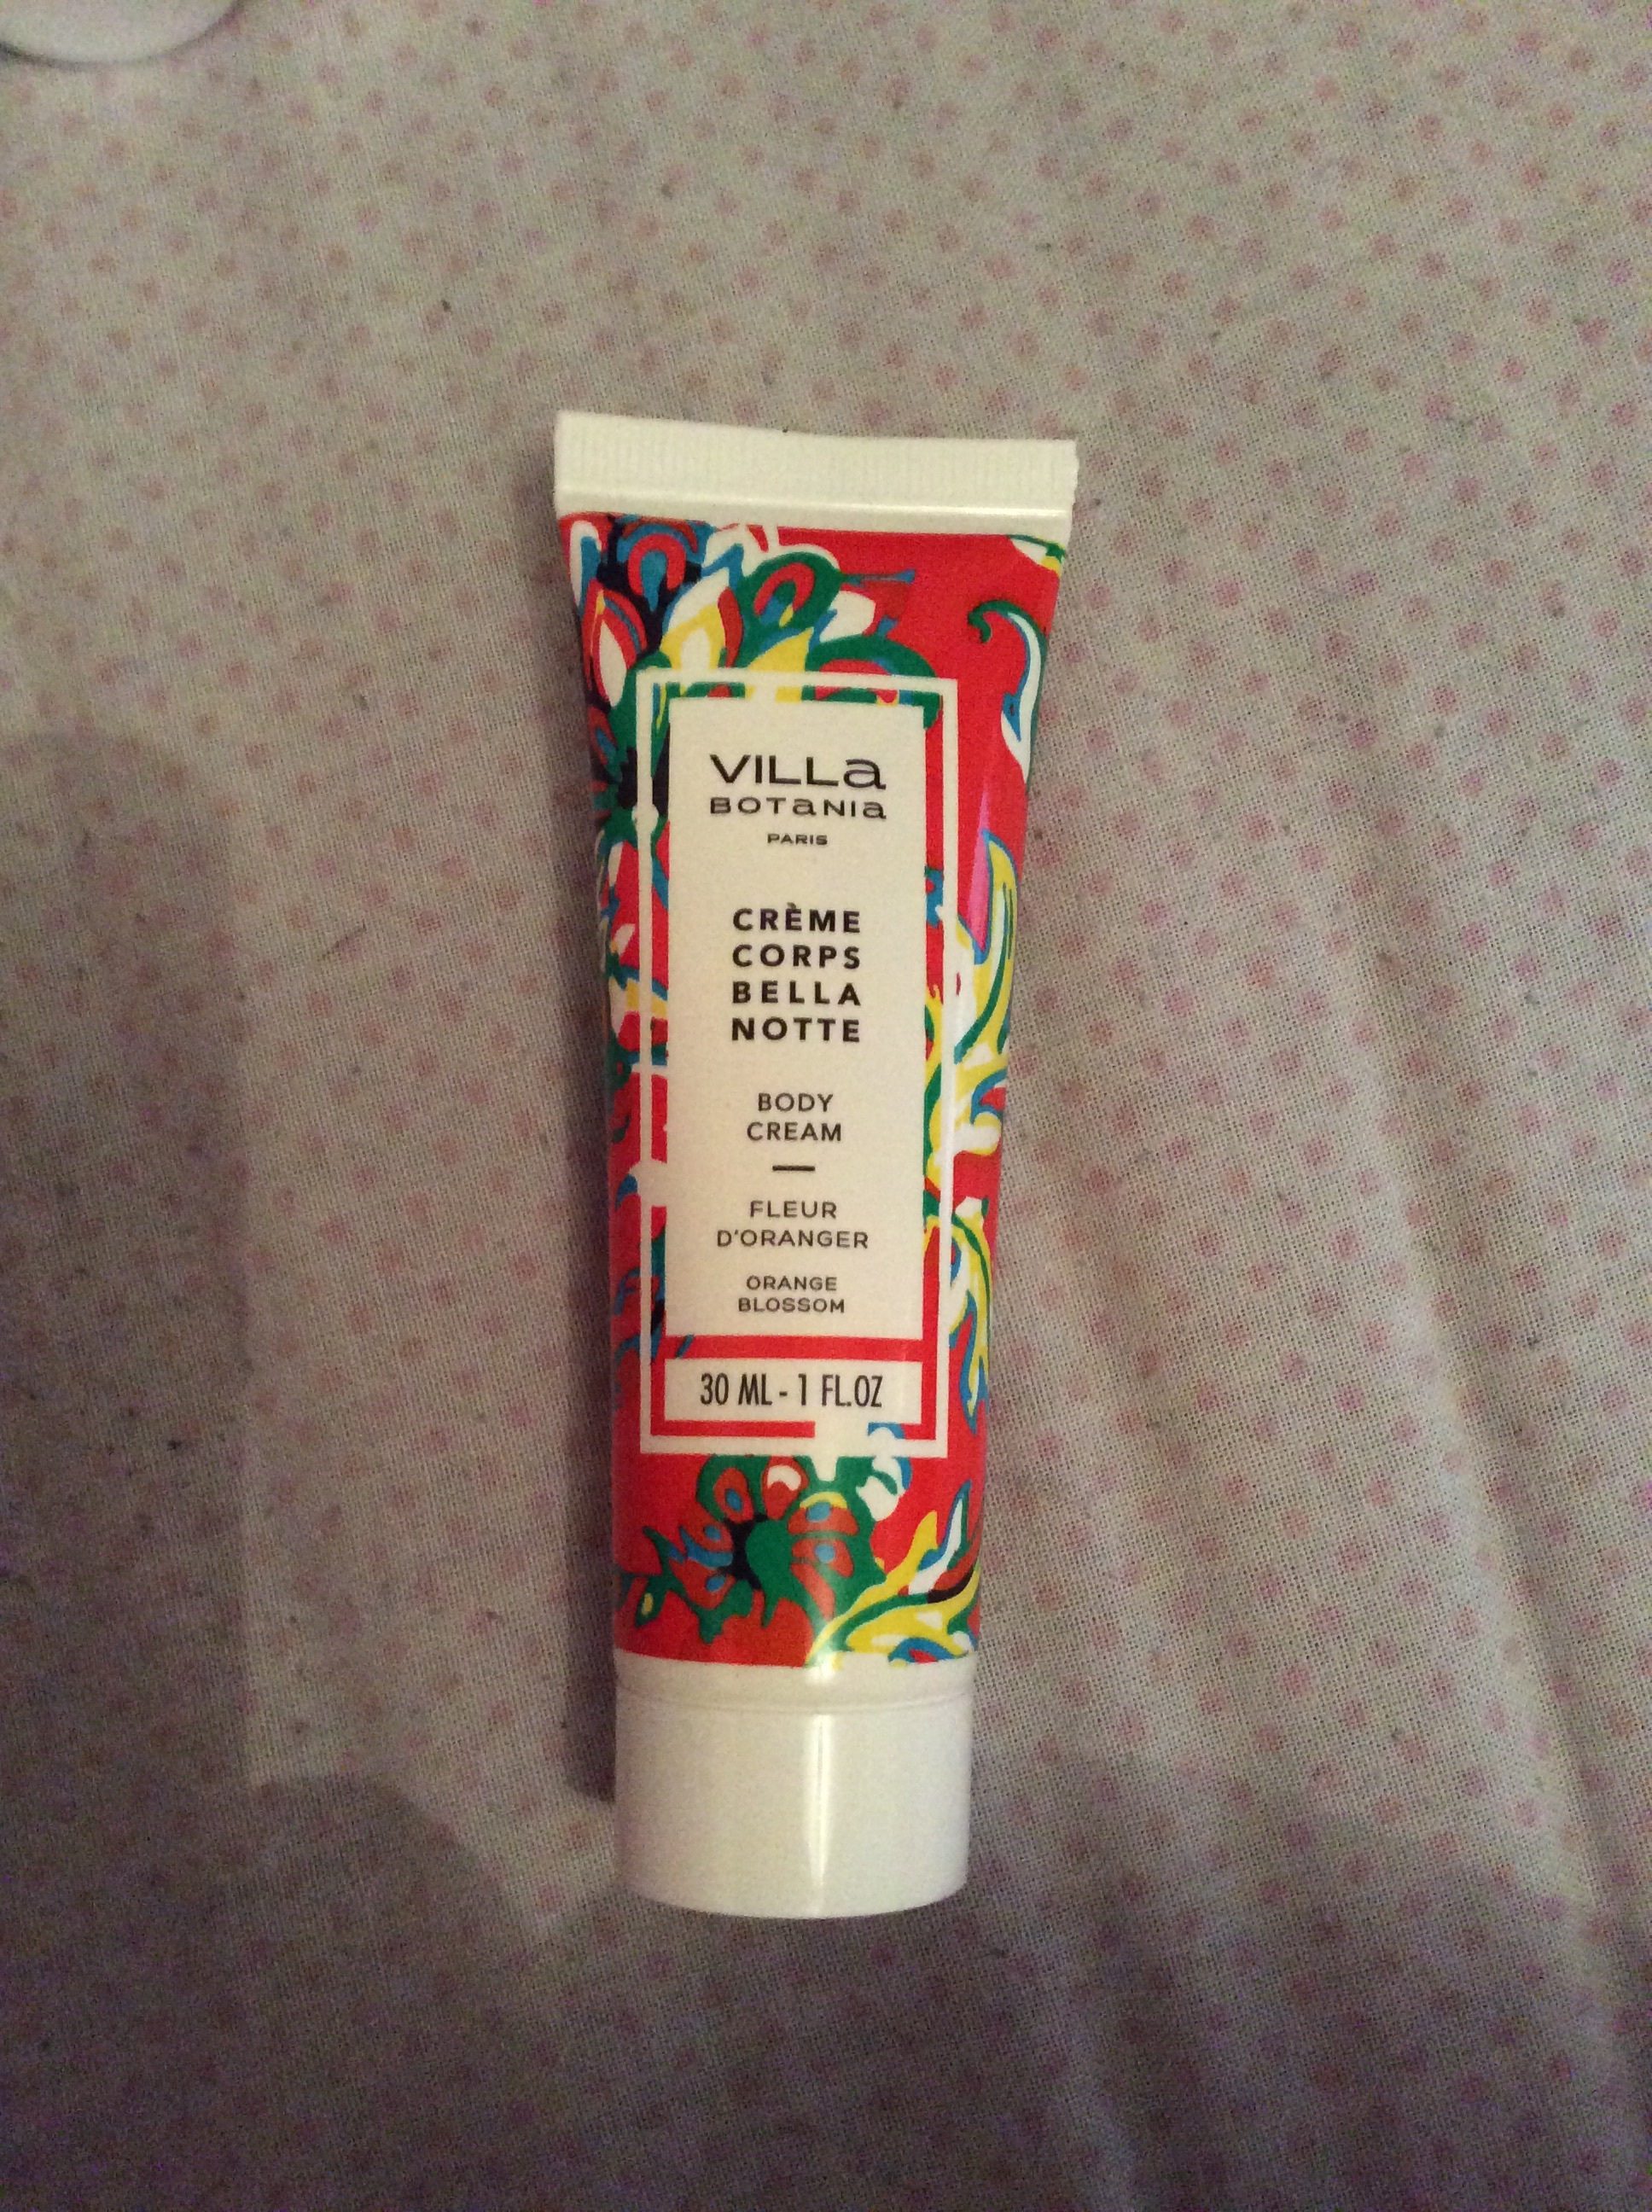 VILLa
BOTaNIa
PARIS
CRÈME
CORPS
BELLA
NOTTE
BODY
CREAM
FLEUR
D'ORANGER
ORANGE
BLOSSOM
30 ML - 1 FL.OZ